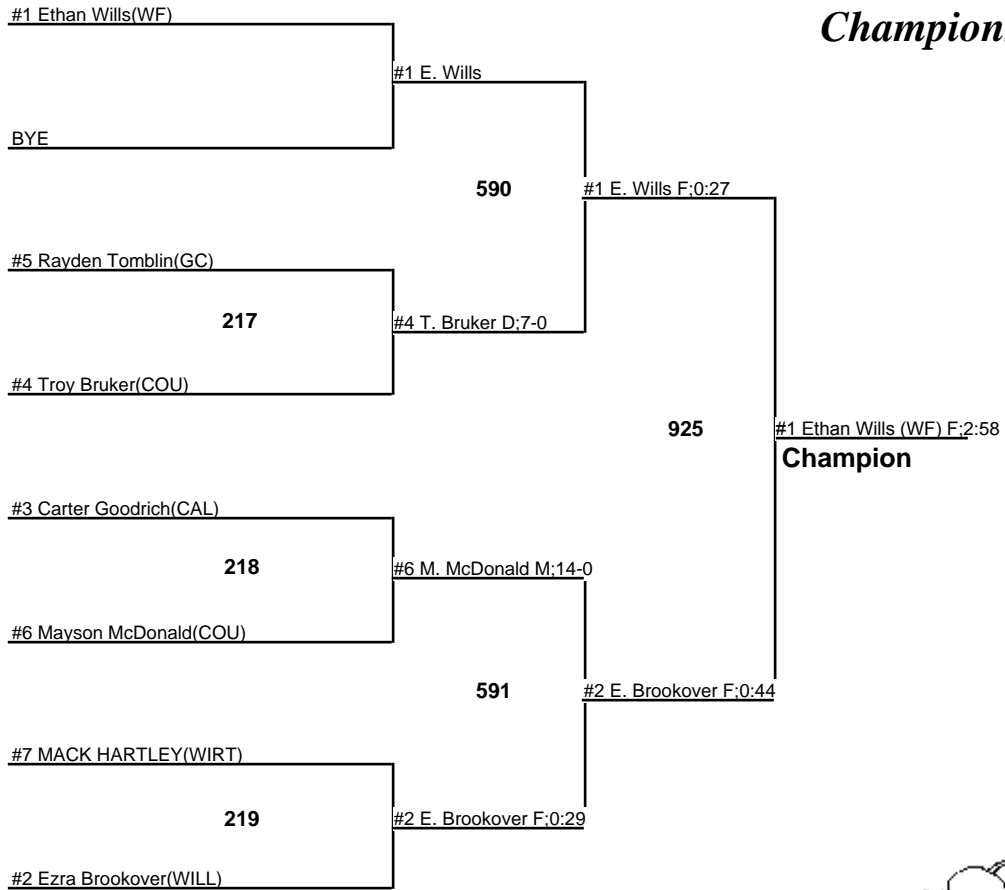 #1 Ethan Wills(WF)
#1 E. Wills
BYE
590
#1 E. Wills F;0:27
#5 Rayden Tomblin(GC)
217
#4 T. Bruker D;7-0
#4 Troy Bruker(COU)
925
#1 Ethan Wills (WF) F;2:58
Champion
#3 Carter Goodrich(CAL)
218
#6 M. McDonald M;14-0
#6 Mayson McDonald(COU)
591
#2 E. Brookover F;0:44
#7 MACK HARTLEY(WIRT)
219
#2 E. Brookover F;0:29
#2 Ezra Brookover(WILL)
Champion